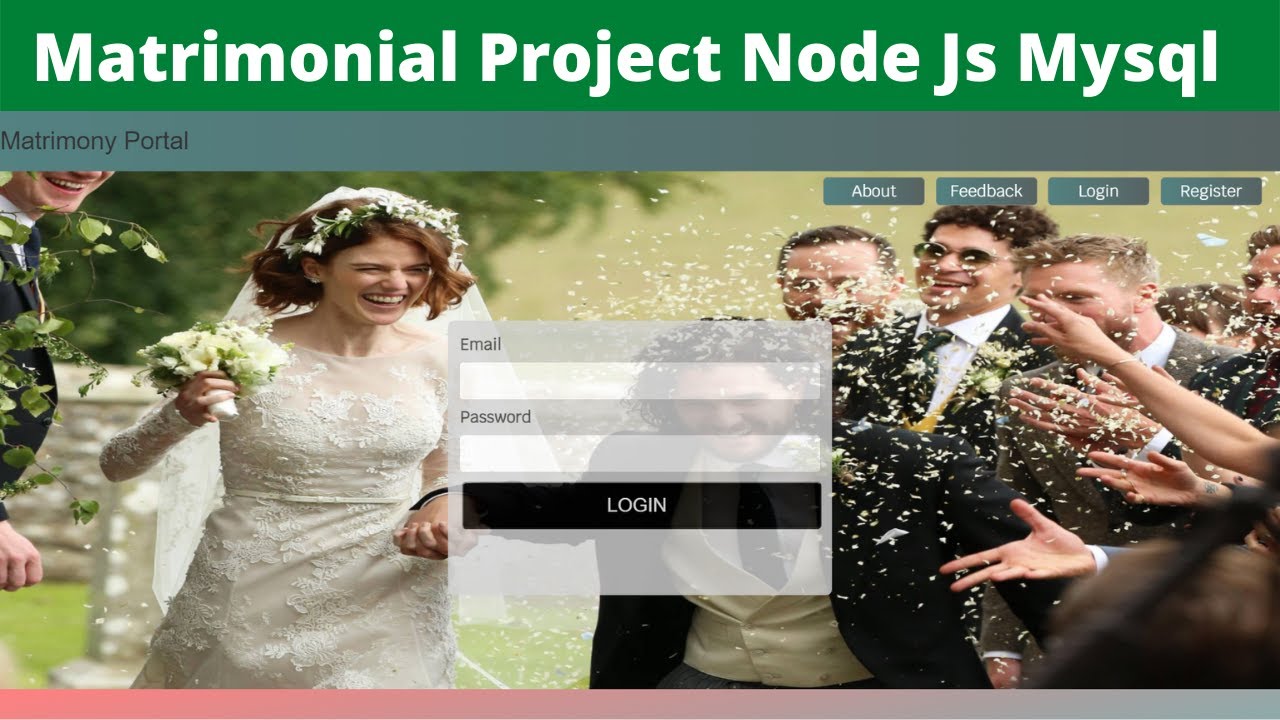 Matrimonial Project Node Js Mysql
Matrimony Portal
About Feedback Login Register
Email
Password
LOGIN